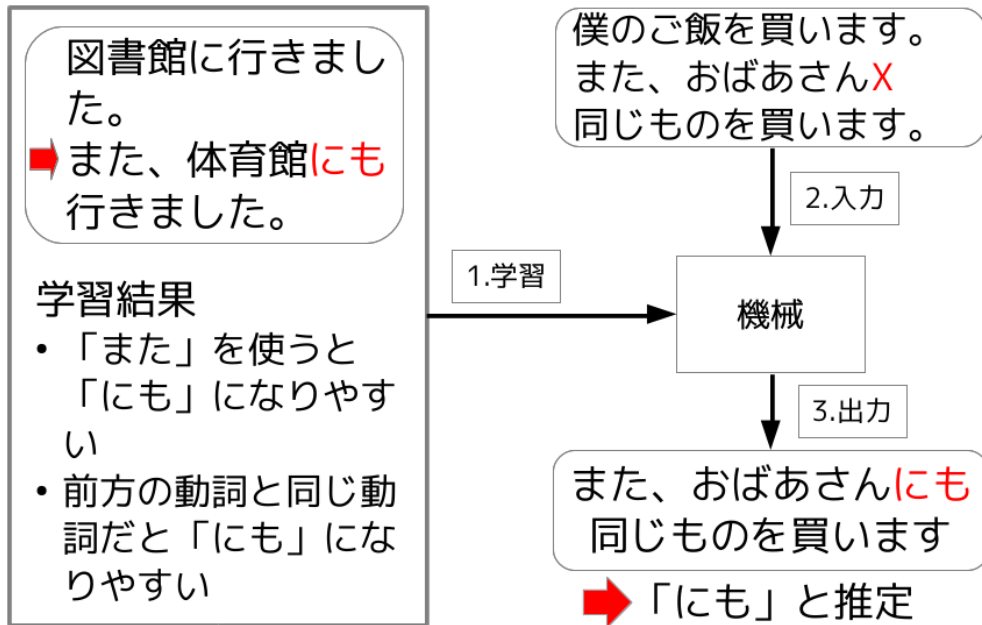 図書館に行きまし
た。
また、体育館にも
行きました。
学習結果
• 「また」を使うと
「にも」になりやす
い
• 前方の動詞と同じ動
詞だと「にも」にな
りやすい
1.学習
僕のご飯を買います。
また、おばあさんX
同じものを買います。
2.入力
機械
3.出力
また、おばあさんにも
同じものを買います
「にも」と推定